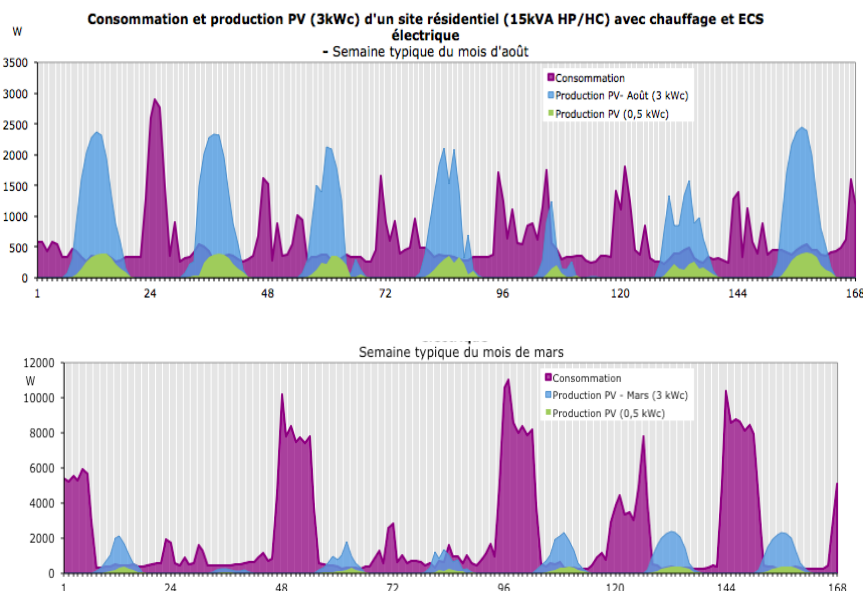 Consommation et production PV (3kWc) d'un site résidentiel (15kVA HP/HC) avec chauffage et ECS
électrique
- Semaine typique du mois d'août
W
3500
3000
2500
2000
1500
1000
500
0
Consommation
Production PV- Août (3 kWc)
Production PV (0,5 kWc)
1 24 48 72 96 120 144 168
Semaine typique du mois de mars
12000
W
10000
8000
6000
4000
2000
0
Consommation
Production PV - Mars (3 kWc)
Production PV (0,5 kWc)
1 24 48 72 96 120 144 168